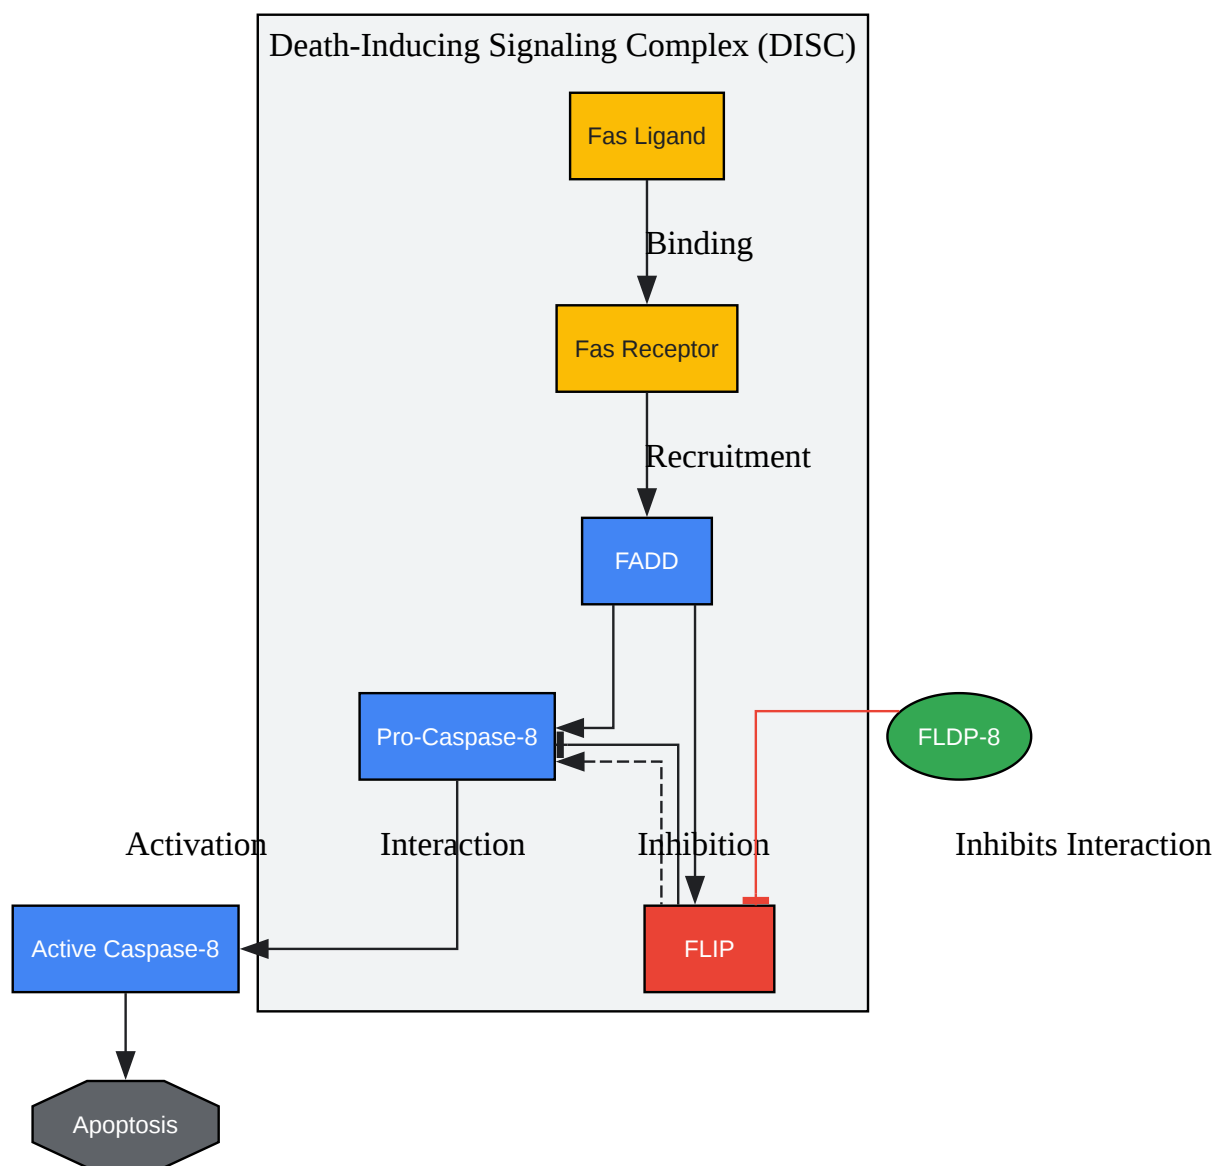 Death-Inducing Signaling Complex (DISC)
Fas Ligand
Binding
Fas Receptor
Recruitment
FADD
Pro-Caspase-8
FLDP-8
Activation
Interaction
Inhibition
Inhibits Interaction
Active Caspase-8
FLIP
Apoptosis